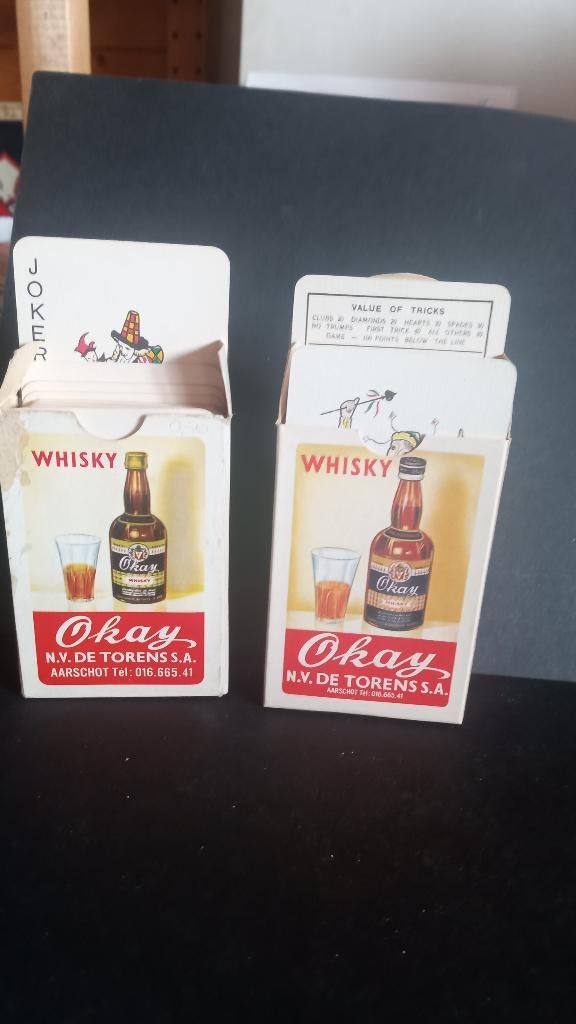 JOKER
WHISKY
Okay
WHISKY
Okay
N.V. DE TORENS S.A.
AARSCHOT Tel: 016.665.41
VALUE OF TRICKS
CLUBS 20 DIAMONDS 20 HEARTS 30 SPADES 30
NO TRUMPS FIRST TRICK 40 ALL OTHERS 30
GAME — 100 POINTS BELOW THE LINE
WHISKY
Okay
WHISKY
Okay
N.V. DE TORENS S.A.
AARSCHOT Tel: 016.665.41